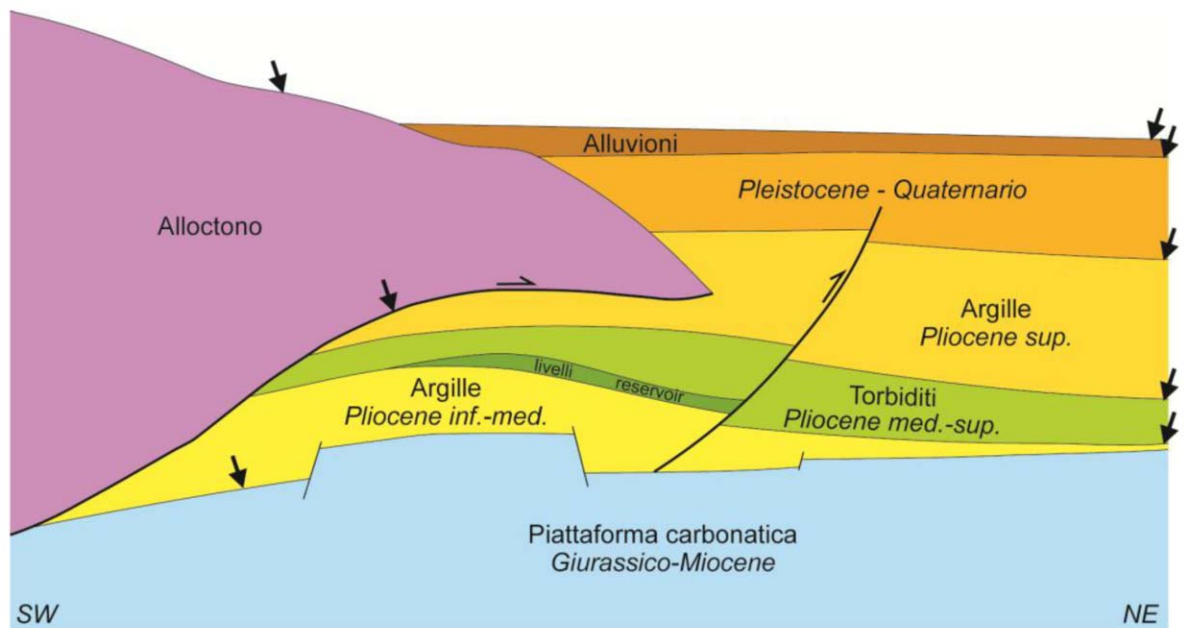 Alluvioni
Pleistocene - Quaternario
Alloctono
Argille
Pliocene sup.
livelli
reservoir
Argille
Pliocene inf.-med.
Torbiditi
Pliocene med.-sup.
Piattaforma carbonatica
Giurassico-Miocene
SW
NE